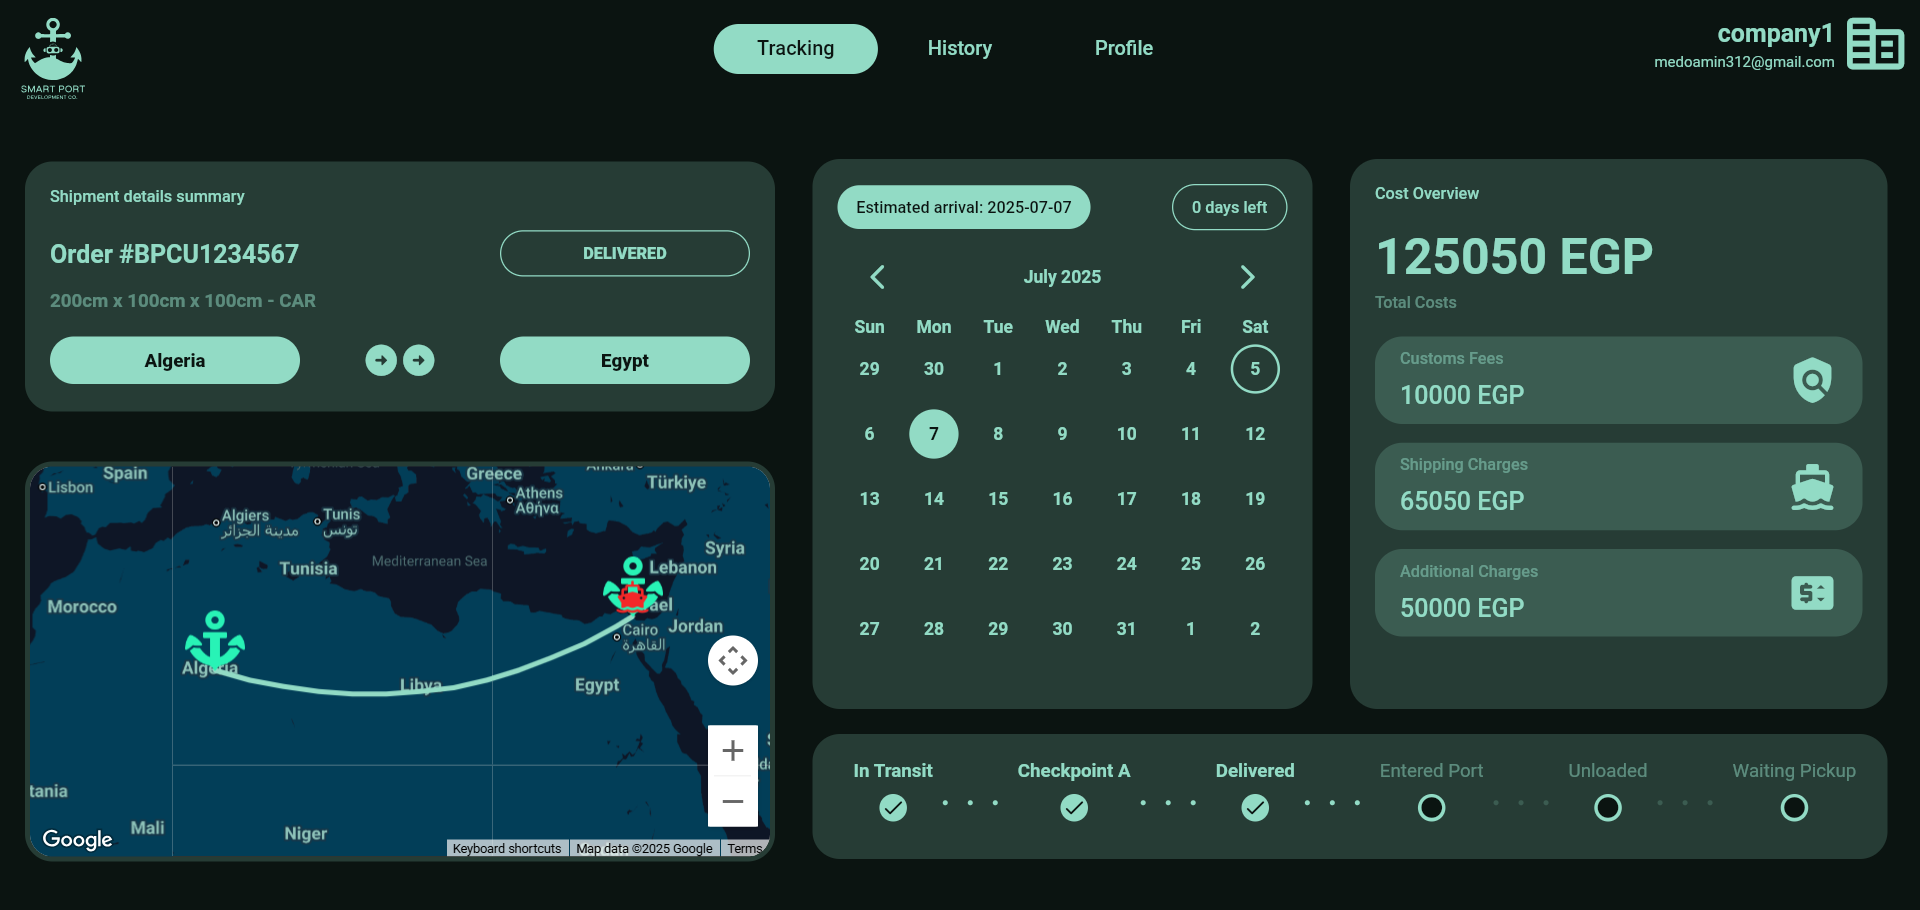 SMART PORT
DEVELOPMENT CO.
Tracking
History
Profile
company1
medoamin312@gmail.com
Shipment details summary
Order #BPCU1234567
DELIVERED
200cm x 100cm x 100cm - CAR
Algeria
Egypt
Spain
Lisbon
Greece
Athens
Αθήνα
Türkiye
Algiers
مدينة الجزائر
Tunis
تونس
Mediterranean Sea
Syria
Tunisia
Lebanon
Morocco
ael
Jordan
Cairo
القاهرة
Algeria
Libya
Egypt
tania
Mali
Niger
Google
Keyboard shortcuts
Map data ©2025 Google
Terms
Estimated arrival: 2025-07-07
0 days left
July 2025
Sun Mon Tue Wed Thu Fri Sat
29 30 1 2 3 4 5
6 7 8 9 10 11 12
13 14 15 16 17 18 19
20 21 22 23 24 25 26
27 28 29 30 31 1 2
Cost Overview
125050 EGP
Total Costs
Customs Fees
10000 EGP
Shipping Charges
65050 EGP
Additional Charges
50000 EGP
In Transit
Checkpoint A
Delivered
Entered Port
Unloaded
Waiting Pickup